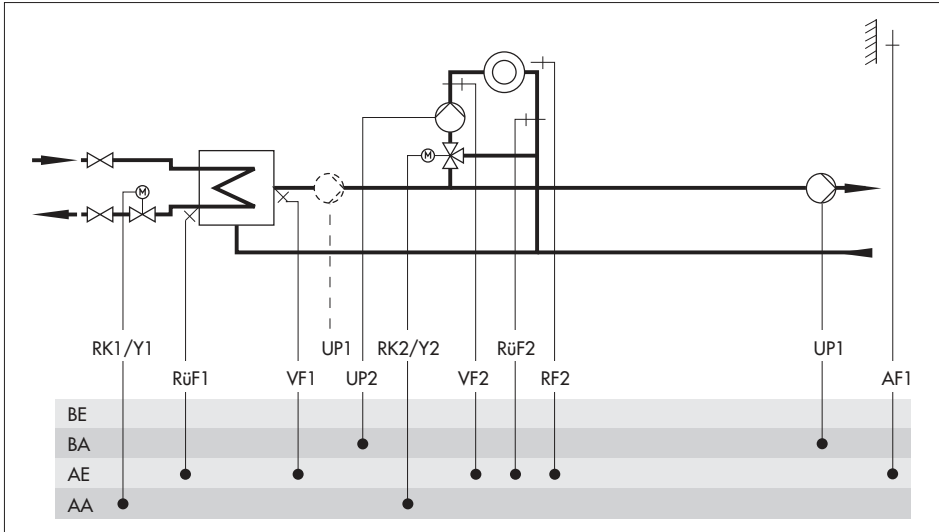 M
M
RK1/Y1 UP1 RK2/Y2 RüF2 UP1
RüF1 VF1 UP2 VF2 RF2 AF1
BE
BA
AE
AA